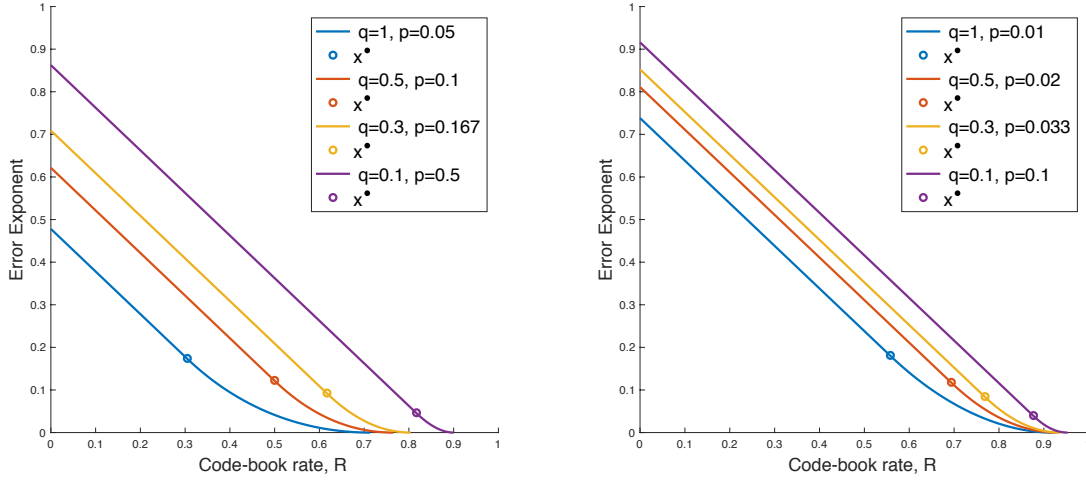 1
0.9
0.8
0.7
0.6
0.5
0.4
0.3
0.2
0.1
0
Error Exponent
0
0.1
0.2
0.3
0.4
0.5
0.6
0.7
0.8
0.9
1
Code-book rate, R
q=1, p=0.05
x•
q=0.5, p=0.1
x•
q=0.3, p=0.167
x•
q=0.1, p=0.5
x•
1
0.9
0.8
0.7
0.6
0.5
0.4
0.3
0.2
0.1
0
Error Exponent
0
0.1
0.2
0.3
0.4
0.5
0.6
0.7
0.8
0.9
Code-book rate, R
q=1, p=0.01
x•
q=0.5, p=0.02
x•
q=0.3, p=0.033
x•
q=0.1, p=0.1
x•